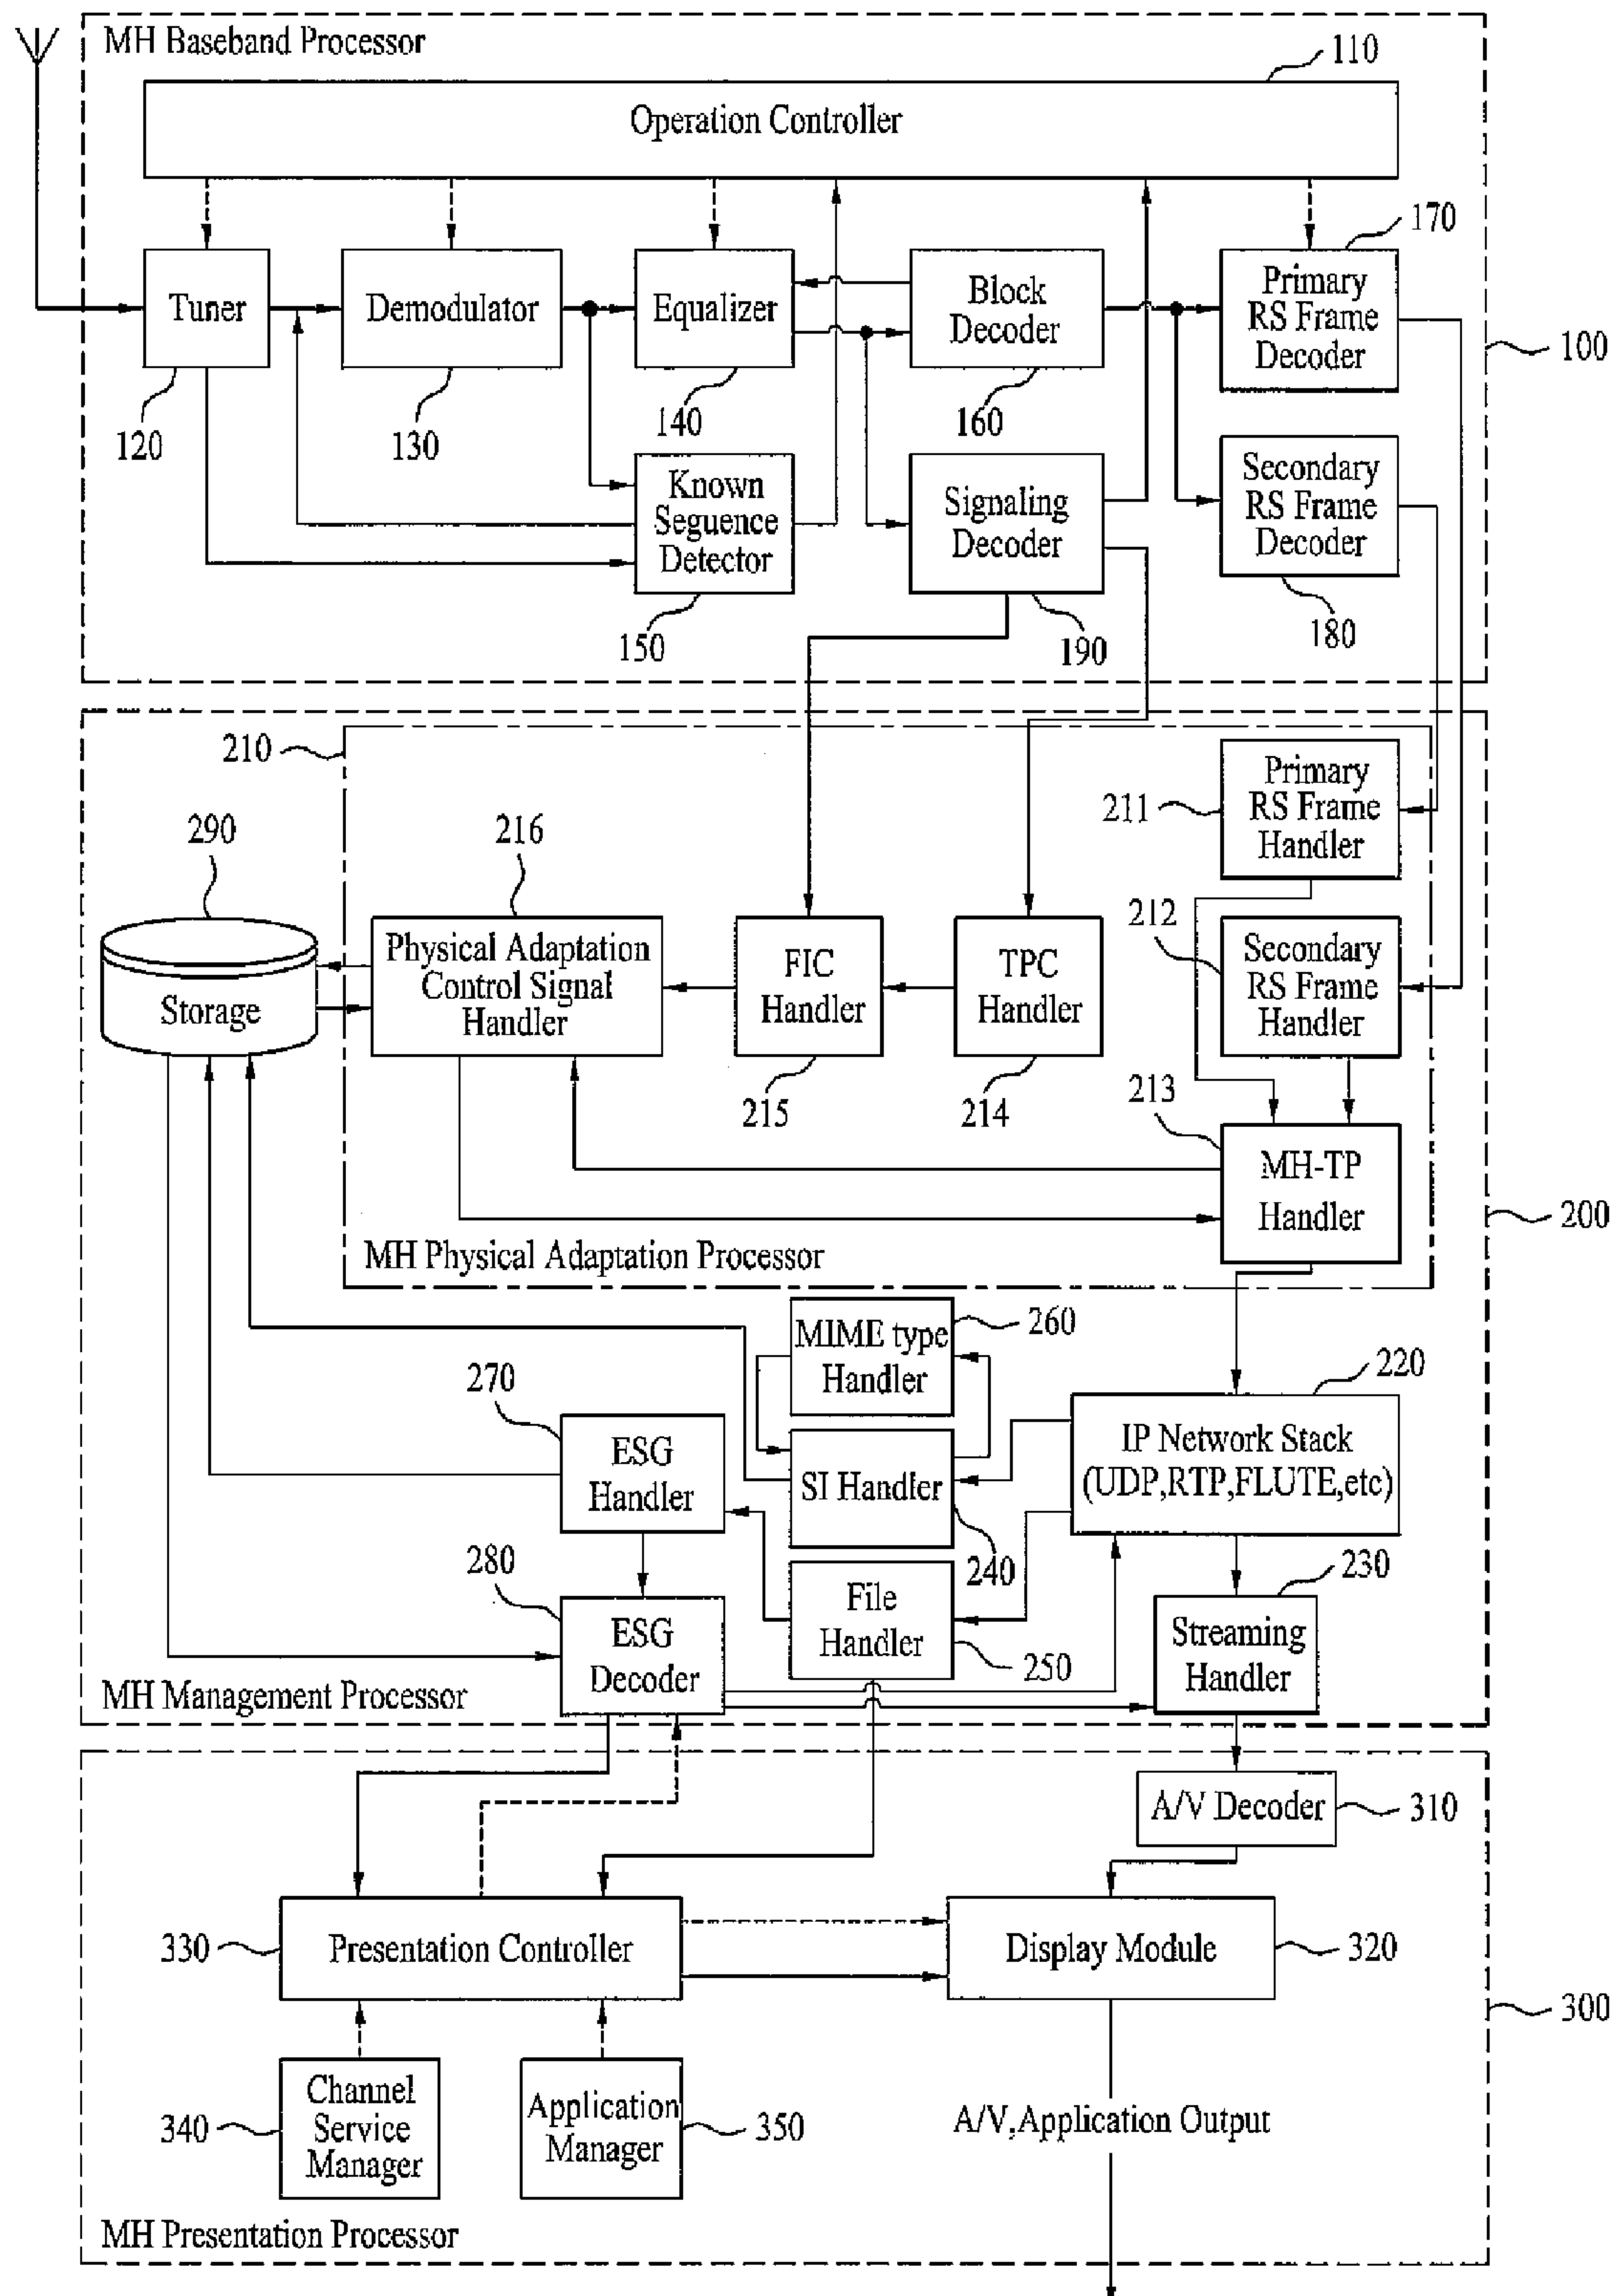 MH Baseband Processor
110
Operation Controller
170
Tuner
Demodulator
Equalizer
Block
Decoder
Primary
RS Frame
Decoder
100
120
130
140
160
Known
Seguence
Detector
Signaling
Decoder
Secondary
RS Frame
Decoder
150
190
180
210
Primary
RS Frame
Handler
211
290
216
212
Storage
Physical Adaptation
Control Signal
Handler
FIC
Handler
TPC
Handler
Secondary
RS Frame
Handler
215
214
213
MH-TP
Handler
200
MH Physical Adaptation Processor
MIME type
Handler
260
270
220
ESG
Handler
SI Handler
IP Network Stack
(UDP,RTP,FLUTE,etc)
240
280
230
ESG
Decoder
File
Handler
250
Streaming
Handler
MH Management Processor
A/V Decoder
310
330
Presentation Controller
Display Module
320
300
340
Channel
Service
Manager
Application
Manager
350
A/V,Application Output
MH Presentation Processor